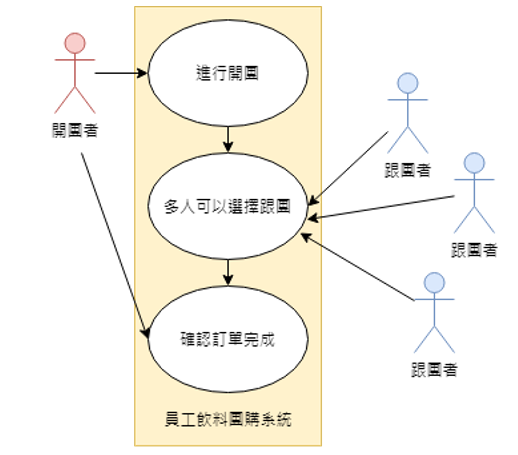 進行開團
開團者
跟團者
多人可以選擇跟團
跟團者
確認訂單完成
跟團者
員工飲料團購系統